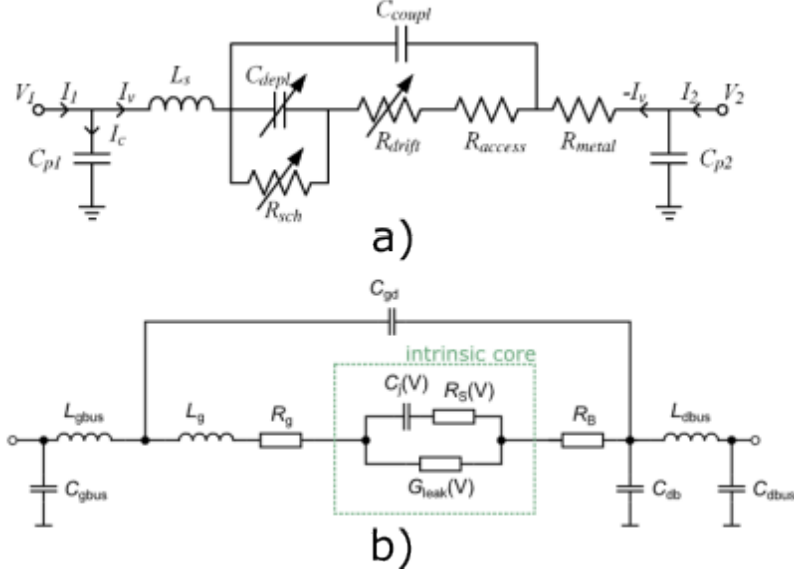 C_coupl
V_1 I_1 I_v L_s C_depl -I_v I_2 V_2
I_c
C_p1 R_drift R_access R_metal C_p2
R_sch
a)
C_gd
intrinsic core
C_j(V) R_S(V)
L_gbus L_g R_g R_B L_dbus
G_leak(V)
C_gbus C_db C_dbus
b)